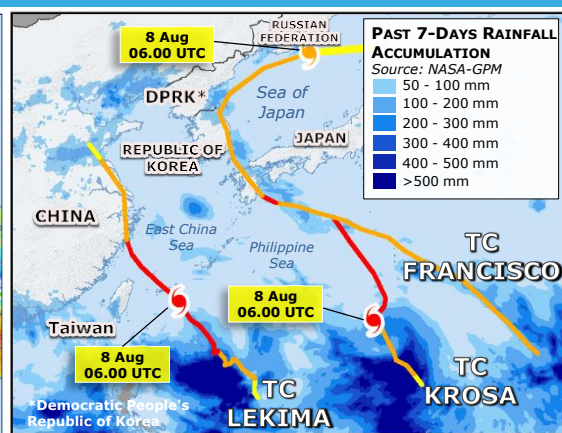 8 Aug
06.00 UTC
RUSSIAN
FEDERATION
PAST 7-DAYS RAINFALL
ACCUMULATION
Source: NASA-GPM
50 - 100 mm
100 - 200 mm
200 - 300 mm
300 - 400 mm
400 - 500 mm
>500 mm
DPRK*
Sea of
Japan
JAPAN
REPUBLIC OF
KOREA
CHINA
East China
Sea
Philippine
Sea
TC
FRANCISCO
8 Aug
06.00 UTC
Taiwan
8 Aug
06.00 UTC
TC
KROSA
TC
LEKIMA
*Democratic People's
Republic of Korea